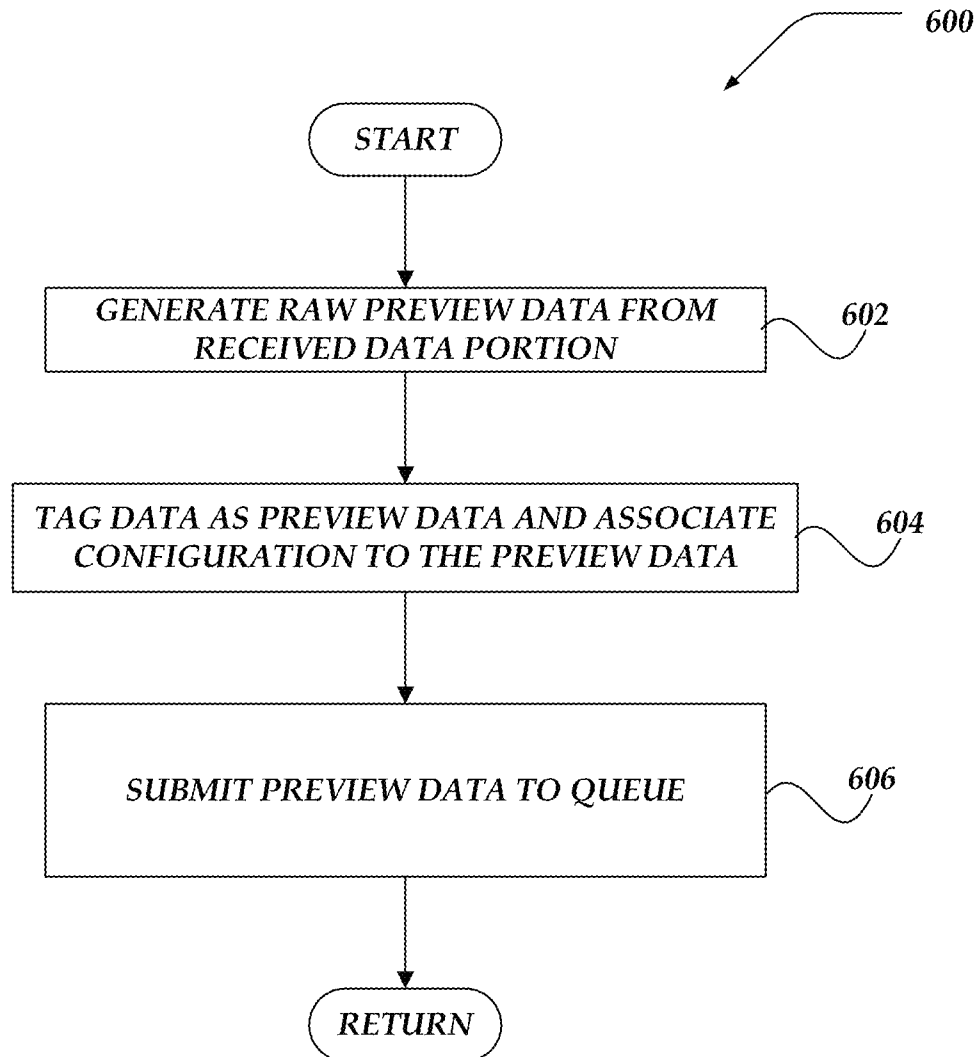 600
START
GENERATE RAW PREVIEW DATA FROM
RECEIVED DATA PORTION
602
TAG DATA AS PREVIEW DATA AND ASSOCIATE
CONFIGURATION TO THE PREVIEW DATA
604
SUBMIT PREVIEW DATA TO QUEUE
606
RETURN